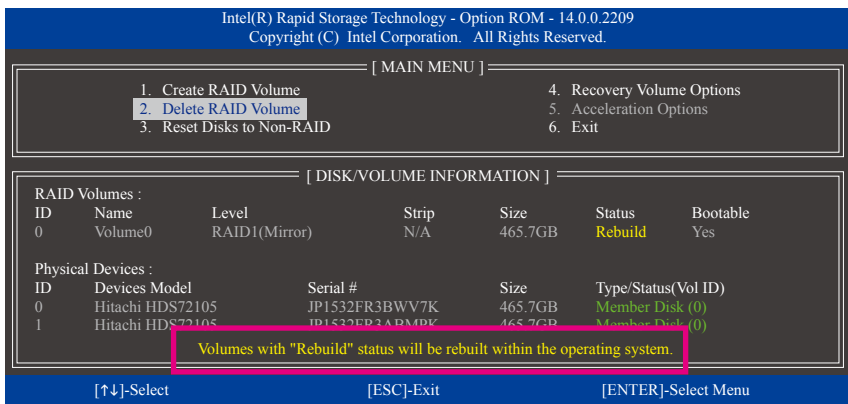 Intel(R) Rapid Storage Technology - Option ROM - 14.0.0.2209
Copyright (C) Intel Corporation. All Rights Reserved.
[ MAIN MENU ]
1. Create RAID Volume
2. Delete RAID Volume
3. Reset Disks to Non-RAID
4. Recovery Volume Options
5. Acceleration Options
6. Exit
[ DISK/VOLUME INFORMATION ]
RAID Volumes :
ID Name Level Strip Size Status Bootable
0 Volume0 RAID1(Mirror) N/A 465.7GB Rebuild Yes
Physical Devices :
ID Devices Model Serial # Size Type/Status(Vol ID)
0 Hitachi HDS72105 JP1532FR3BWV7K 465.7GB Member Disk (0)
1 Hitachi HDS72105 JP1532FR3ABMPK 465.7GB Member Disk (0)
Volumes with "Rebuild" status will be rebuilt within the operating system.
[↑↓]-Select [ESC]-Exit [ENTER]-Select Menu